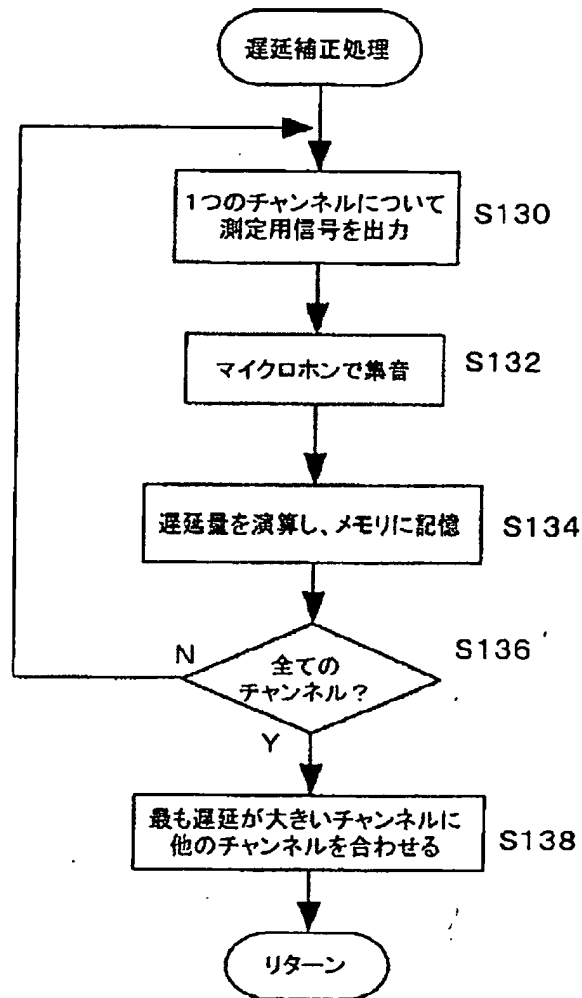 遅延補正処理
1つのチャンネルについて
測定用信号を出力
S130
マイクロホンで集音
S132
遅延量を演算し、メモリに記憶
S134
全ての
チャンネル?
S136
N
Y
最も遅延が大きいチャンネルに
他のチャンネルを合わせる
S138
リターン